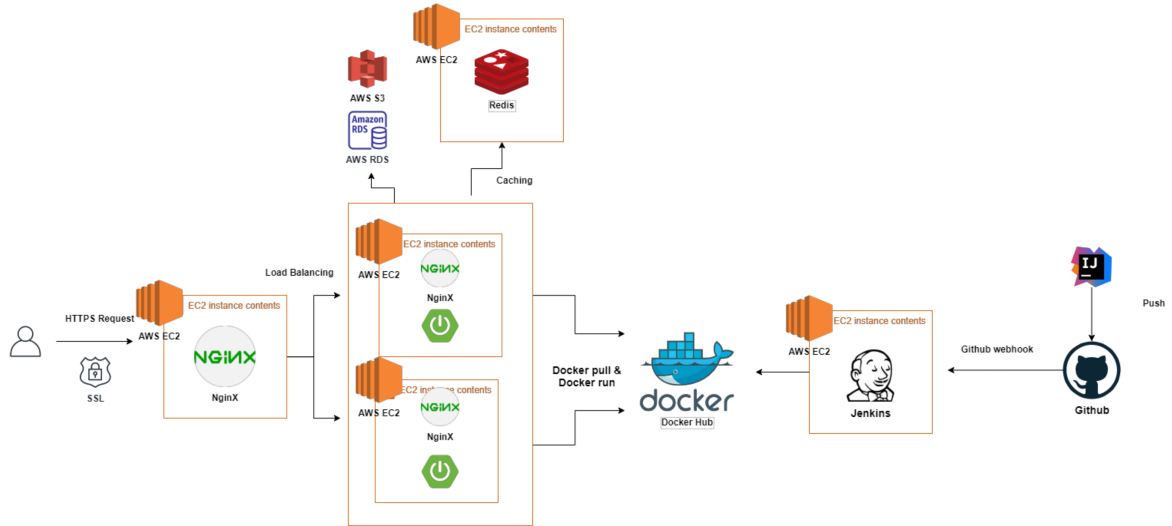 EC2 instance contents
AWS EC2
Redis
AWS S3
Amazon
RDS
AWS RDS
Caching
EC2 instance contents
AWS EC2
NGINX
NginX
Load Balancing
EC2 instance contents
AWS EC2
NGINX
NginX
HTTPS Request
SSL
EC2 instance contents
AWS EC2
NGINX
NginX
Docker pull &
Docker run
docker
Docker Hub
EC2 instance contents
AWS EC2
Jenkins
Github webhook
IJ
Push
Github